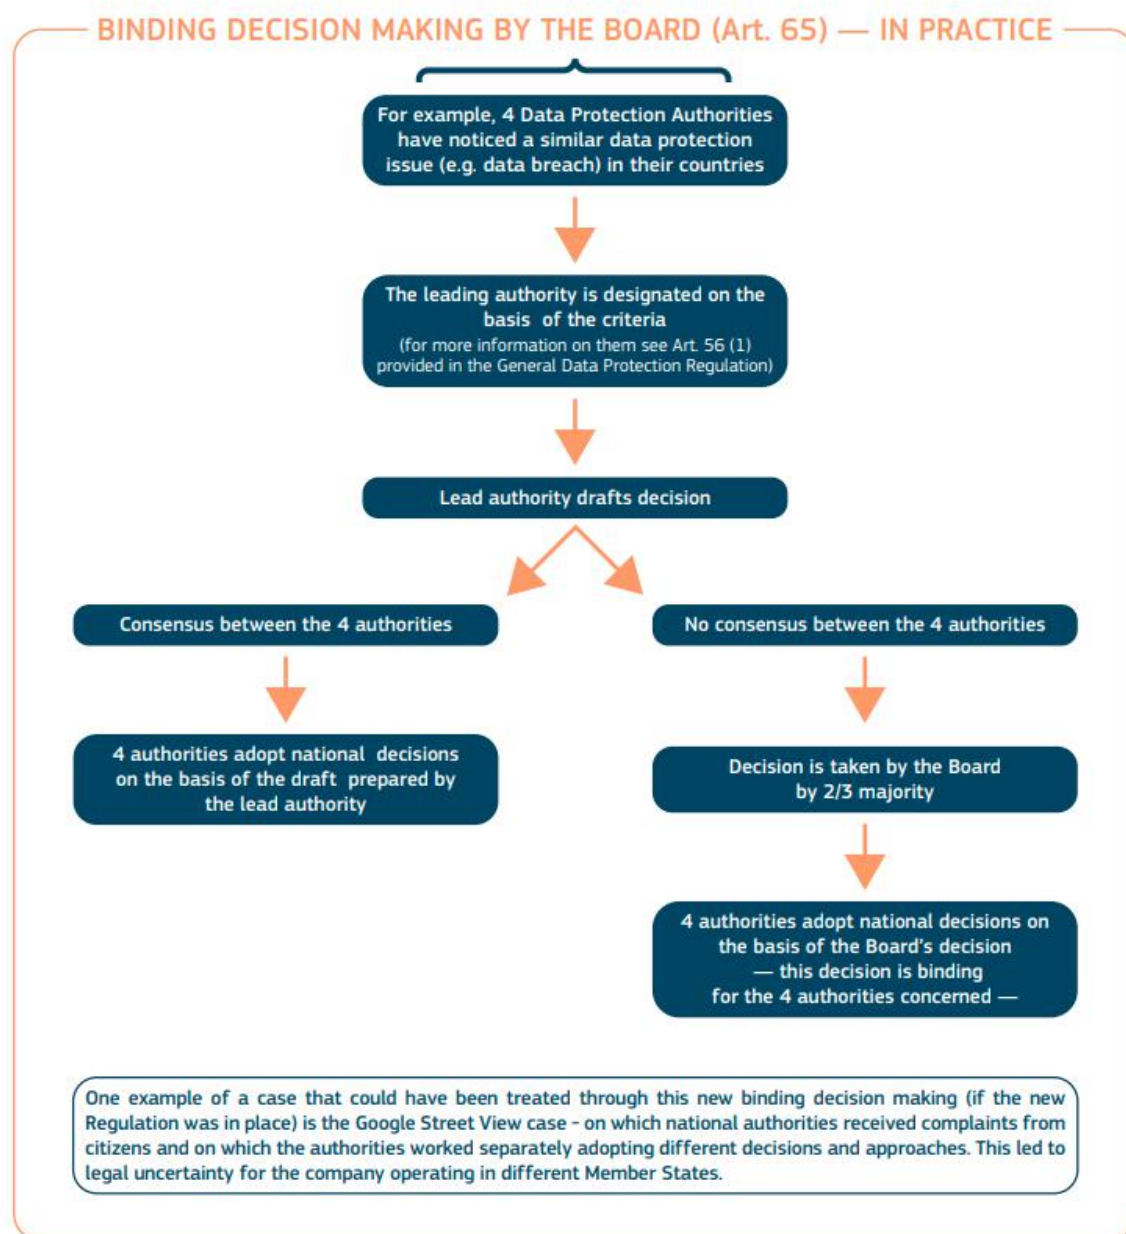 BINDING DECISION MAKING BY THE BOARD (Art. 65) — IN PRACTICE
For example, 4 Data Protection Authorities
have noticed a similar data protection
issue (e.g. data breach) in their countries
The leading authority is designated on the
basis of the criteria
(for more information on them see Art. 56 (1)
provided in the General Data Protection Regulation)
Lead authority drafts decision
Consensus between the 4 authorities
4 authorities adopt national decisions
on the basis of the draft prepared by
the lead authority
No consensus between the 4 authorities
Decision is taken by the Board
by 2/3 majority
4 authorities adopt national decisions on
the basis of the Board's decision
— this decision is binding
for the 4 authorities concerned —
One example of a case that could have been treated through this new binding decision making (if the new
Regulation was in place) is the Google Street View case - on which national authorities received complaints from
citizens and on which the authorities worked separately adopting different decisions and approaches. This led to
legal uncertainty for the company operating in different Member States.